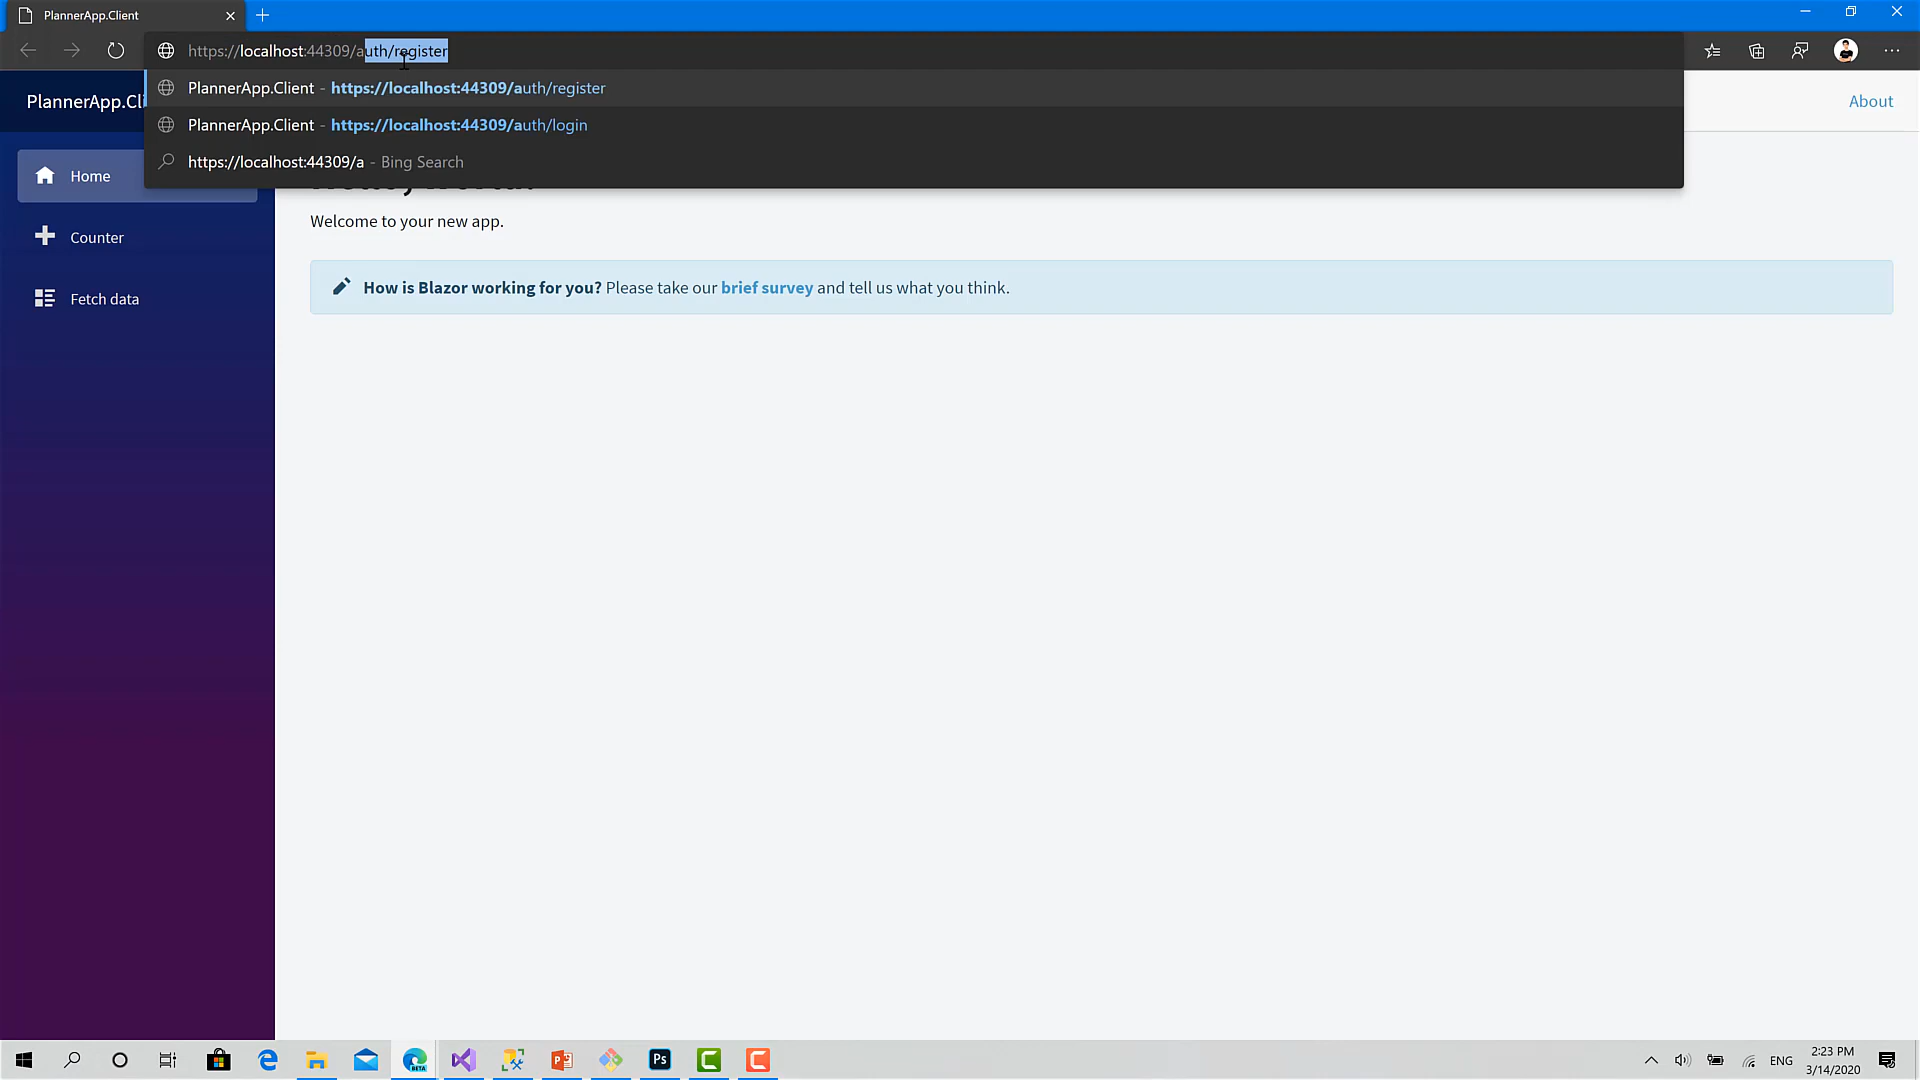 PlannerApp.Client
https://localhost:44309/auth/register
PlannerApp.Client - https://localhost:44309/auth/register
PlannerApp.Client - https://localhost:44309/auth/login
https://localhost:44309/a - Bing Search
PlannerApp.Cli
About
Home
Counter
Fetch data
Welcome to your new app.
How is Blazor working for you? Please take our brief survey and tell us what you think.
BETA
Ps
ENG
2:23 PM
3/14/2020